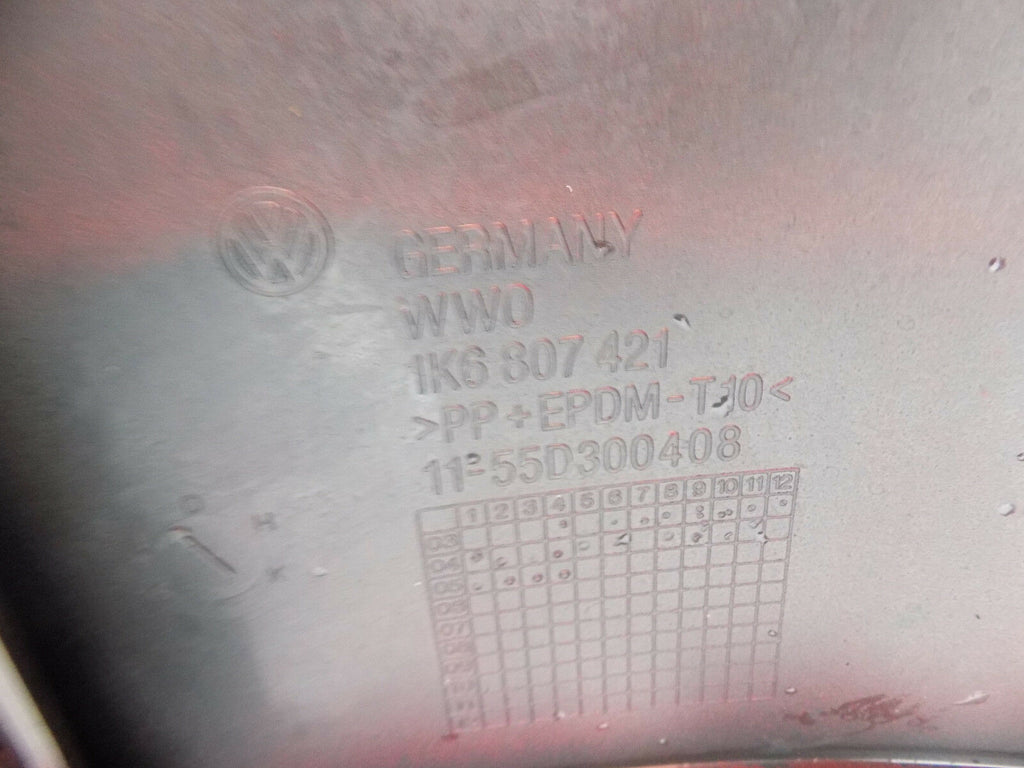 GERMANY
WWO
1K6 807 421
>PP+EPDM-T10<
11-55D300408
1 2 3 4 5 6 7 8 9 10 11 12
D
H
K